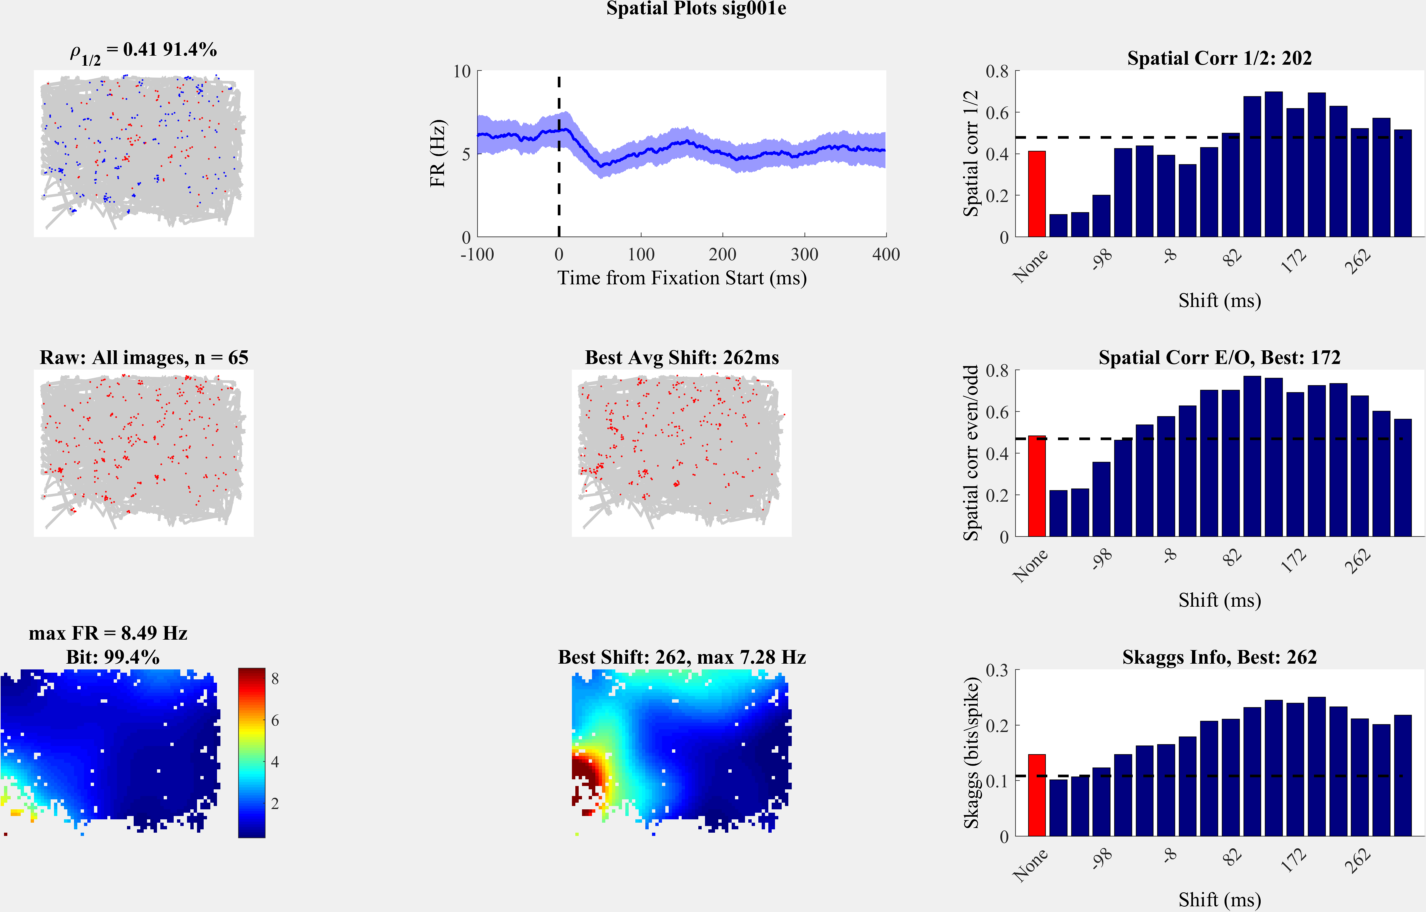 Spatial Plots sig001e
ρ1/2 = 0.41 91.4%
10
5
0
FR (Hz)
-100 0 100 200 300 400
Time from Fixation Start (ms)
Spatial Corr 1/2: 202
0.8
0.6
0.4
0.2
0
Spatial corr 1/2
None -98 -8 82 172 262
Shift (ms)
Raw: All images, n = 65
Best Avg Shift: 262ms
Spatial Corr E/O, Best: 172
0.8
0.6
0.4
0.2
0
Spatial corr even/odd
None -98 -8 82 172 262
Shift (ms)
max FR = 8.49 Hz
Bit: 99.4%
8
6
4
2
Best Shift: 262, max 7.28 Hz
Skaggs Info, Best: 262
0.3
0.2
0.1
0
Skaggs (bits\spike)
None -98 -8 82 172 262
Shift (ms)